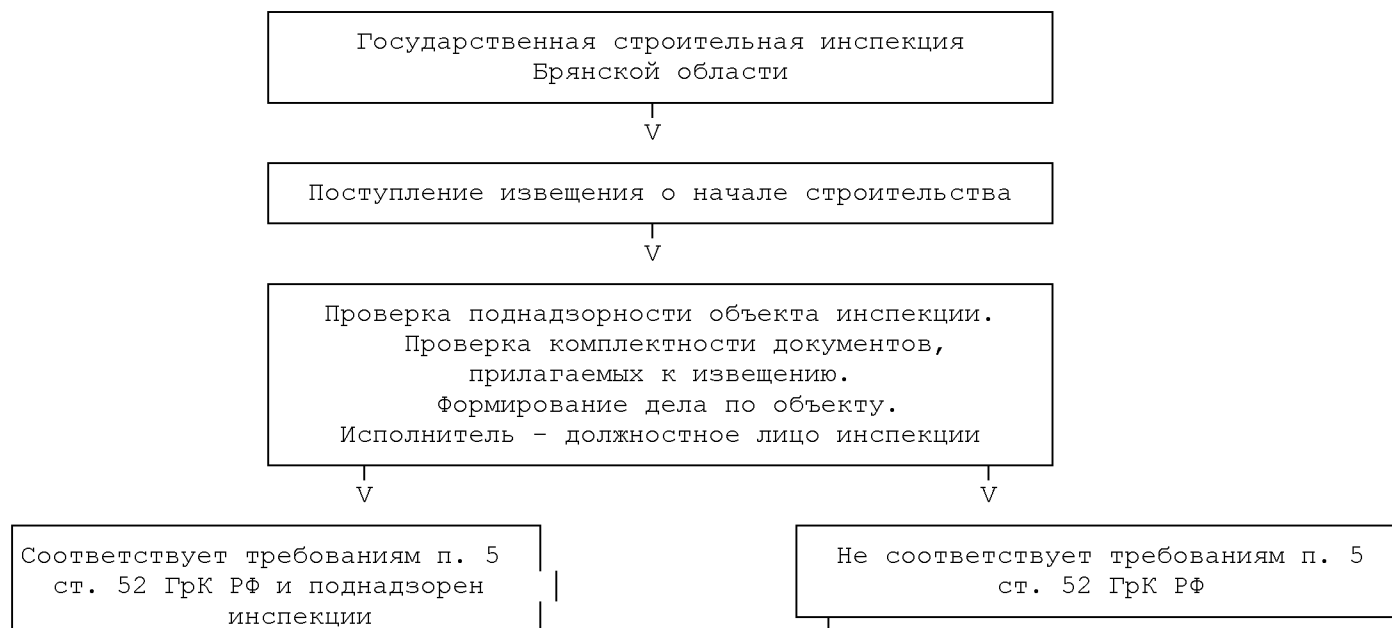 Государственная строительная инспекция
Брянской области
V
Поступление извещения о начале строительства
V
Проверка поднадзорности объекта инспекции.
Проверка комплектности документов,
прилагаемых к извещению.
Формирование дела по объекту.
Исполнитель - должностное лицо инспекции
V V
Соответствует требованиям п. 5
ст. 52 ГрК РФ и поднадзорен
инспекции
Не соответствует требованиям п. 5
ст. 52 ГрК РФ